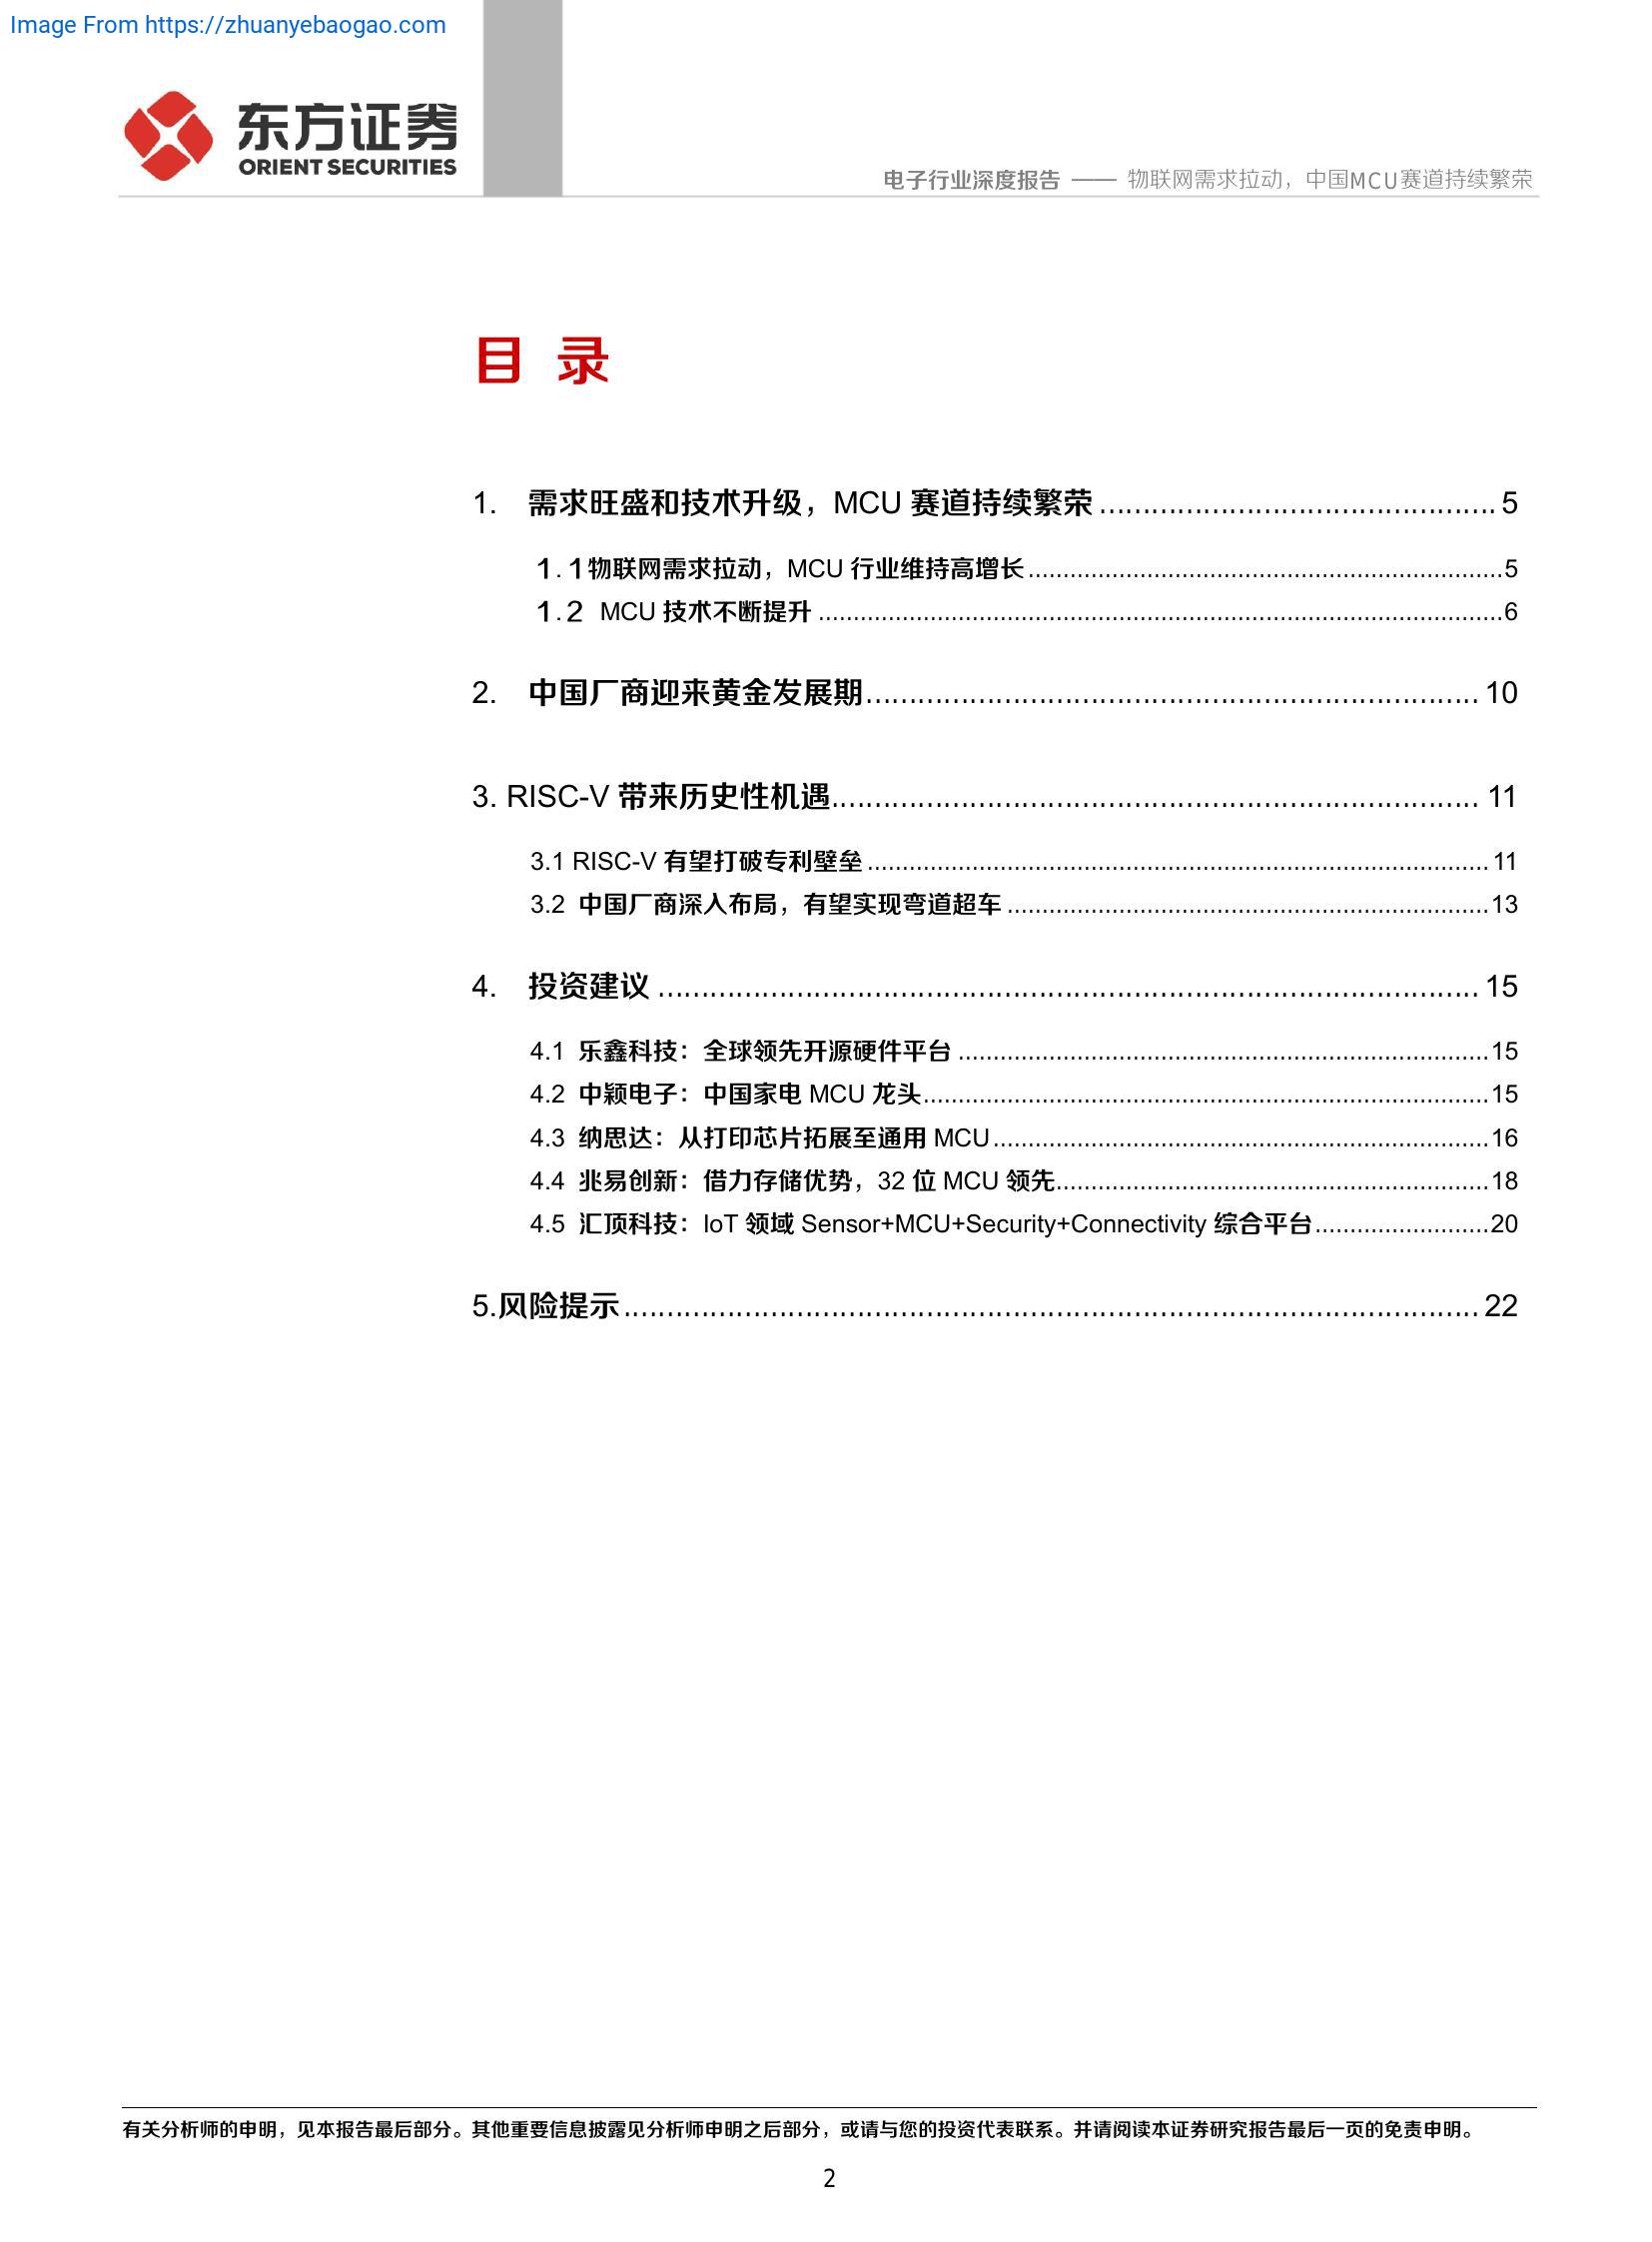 Image From https://zhuanyebaogao.com
东方证券
ORIENT SECURITIES
电子行业深度报告 —— 物联网需求拉动，中国MCU赛道持续繁荣
目 录
1. 需求旺盛和技术升级，MCU 赛道持续繁荣 ............................................. 5
1.1物联网需求拉动，MCU 行业维持高增长....................................................................5
1.2 MCU 技术不断提升 ..................................................................................................6
2. 中国厂商迎来黄金发展期...................................................................... 10
3. RISC-V 带来历史性机遇.......................................................................... 11
3.1 RISC-V 有望打破专利壁垒 ......................................................................................... 11
3.2 中国厂商深入布局，有望实现弯道超车 .....................................................................13
4. 投资建议 .............................................................................................. 15
4.1 乐鑫科技：全球领先开源硬件平台 ............................................................................15
4.2 中颖电子：中国家电 MCU 龙头.................................................................................15
4.3 纳思达：从打印芯片拓展至通用 MCU.......................................................................16
4.4 兆易创新：借力存储优势，32 位 MCU 领先..............................................................18
4.5 汇顶科技：IoT 领域 Sensor+MCU+Security+Connectivity 综合平台.........................20
5.风险提示.................................................................................................. 22
有关分析师的申明，见本报告最后部分。其他重要信息披露见分析师申明之后部分，或请与您的投资代表联系。并请阅读本证券研究报告最后一页的免责申明。
2